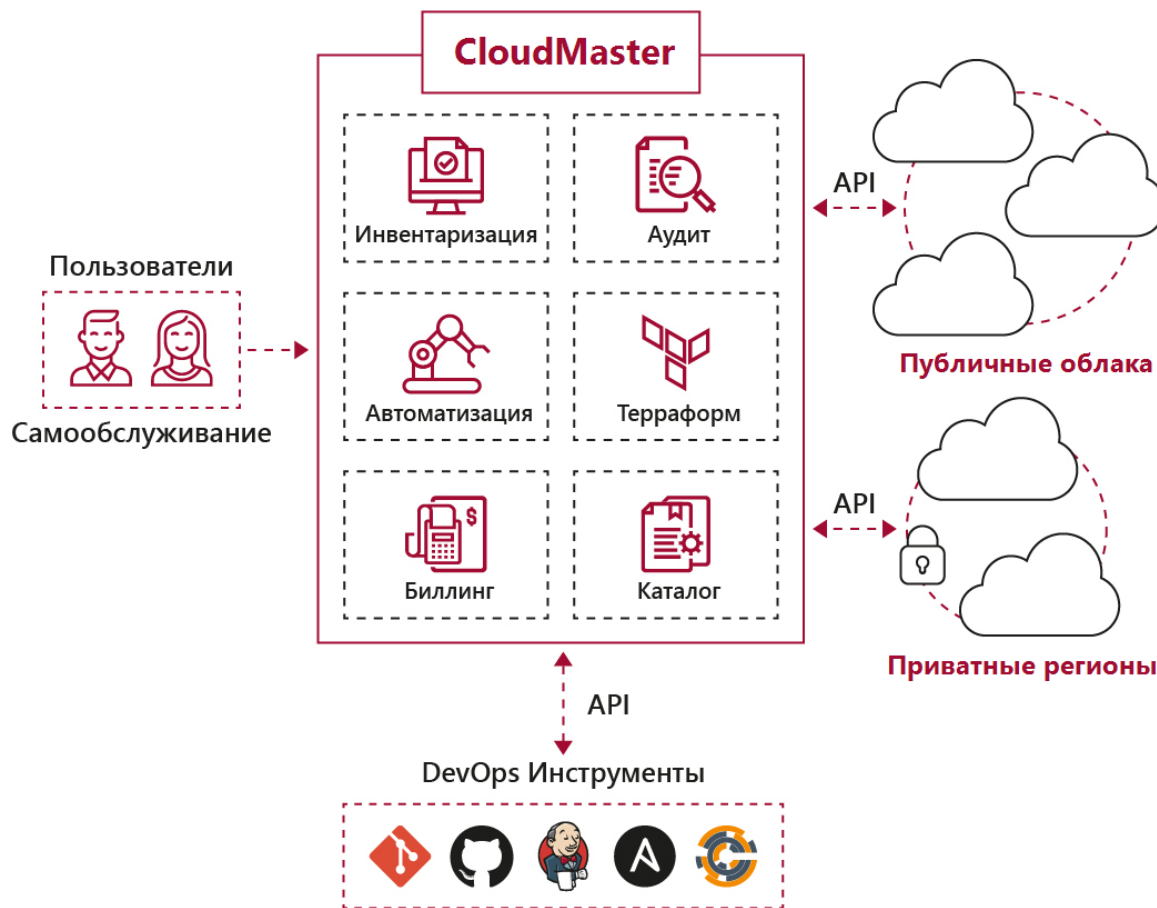 CloudMaster
Инвентаризация
Аудит
API
Пользователи
Самообслуживание
Автоматизация
Терраформ
Публичные облака
Биллинг
$
Каталог
API
Приватные регионы
API
DevOps Инструменты